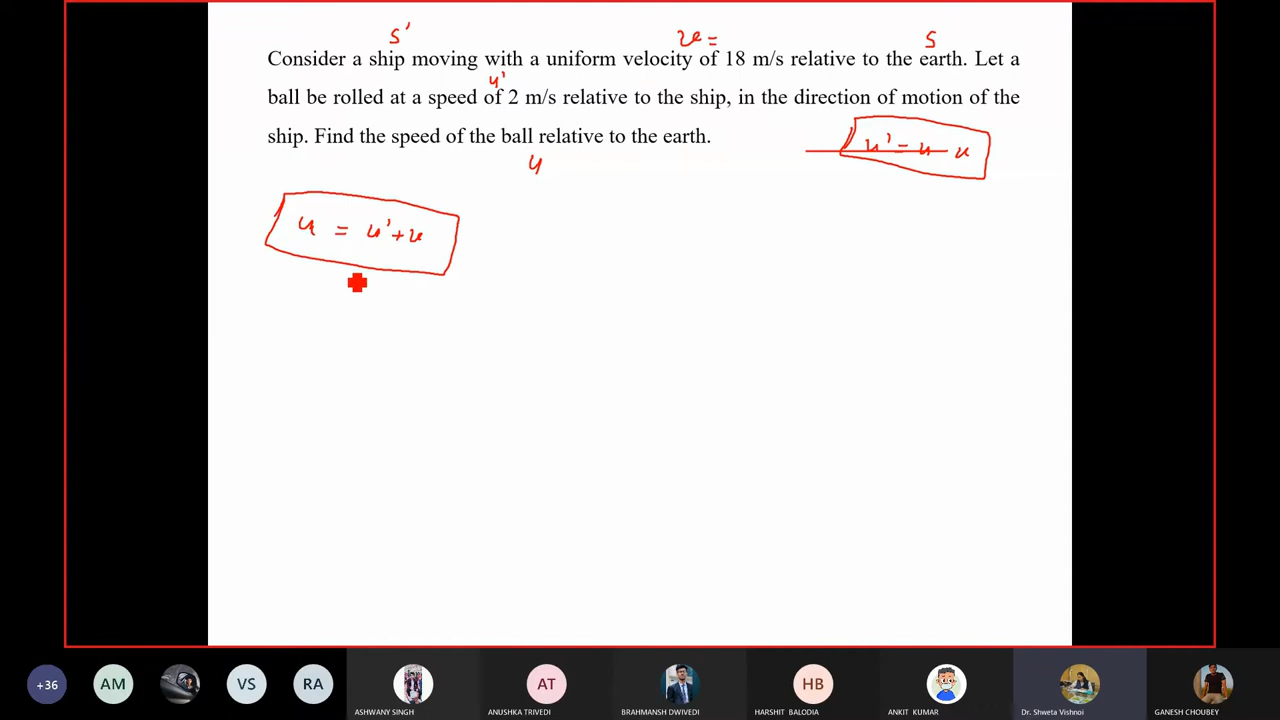 S'
v =
S
Consider a ship moving with a uniform velocity of 18 m/s relative to the earth. Let a
u'
ball be rolled at a speed of 2 m/s relative to the ship, in the direction of motion of the
ship. Find the speed of the ball relative to the earth.
u' = u - v
u
u = u' + v
+36
AM
VS
RA
AT
HB
ASHWANY SINGH
ANUSHKA TRIVEDI
BRAHMANSH DWIVEDI
HARSHIT BALODIA
ANKIT KUMAR
Dr. Shweta Vishnoi
GANESH CHOUBEY